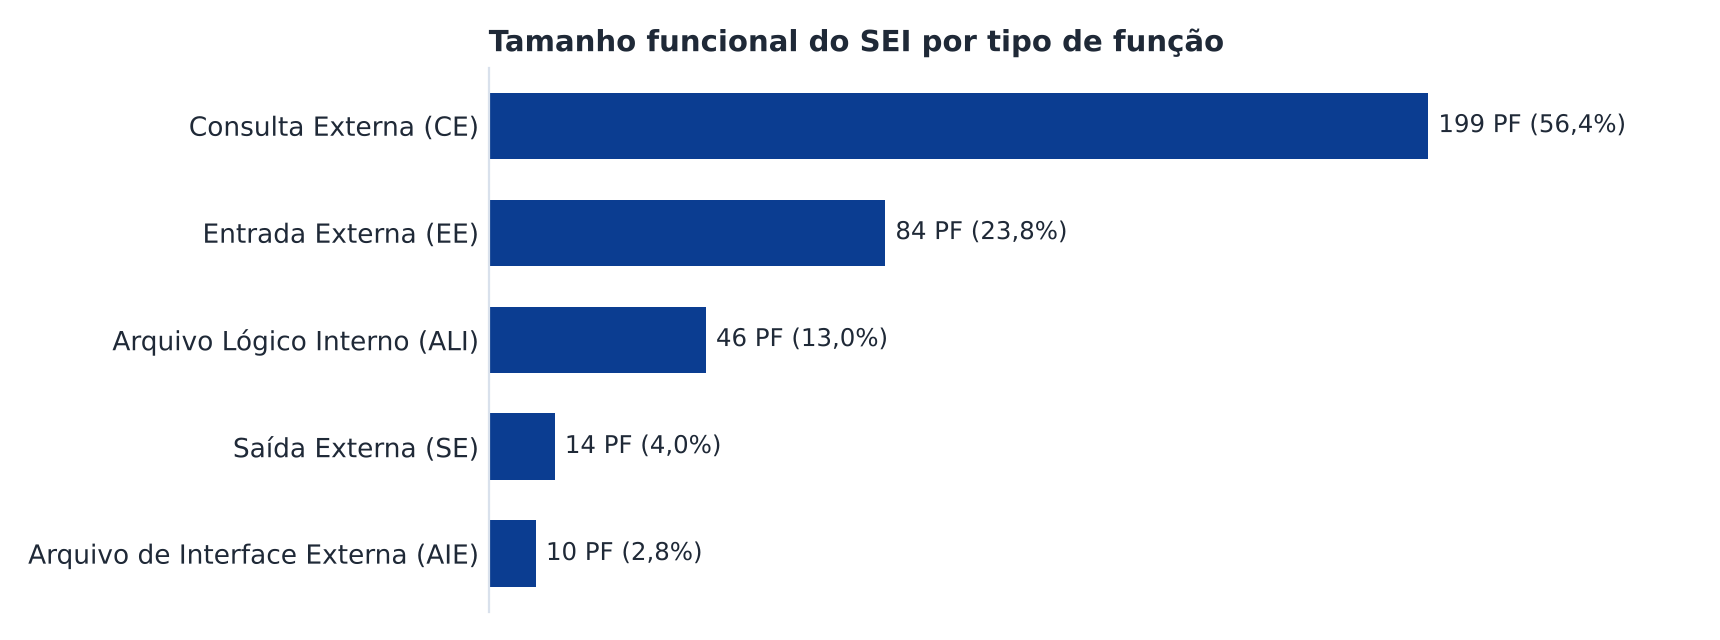 Tamanho funcional do SEI por tipo de função
Consulta Externa (CE) 199 PF (56,4%)
Entrada Externa (EE) 84 PF (23,8%)
Arquivo Lógico Interno (ALI) 46 PF (13,0%)
Saída Externa (SE) 14 PF (4,0%)
Arquivo de Interface Externa (AIE) 10 PF (2,8%)